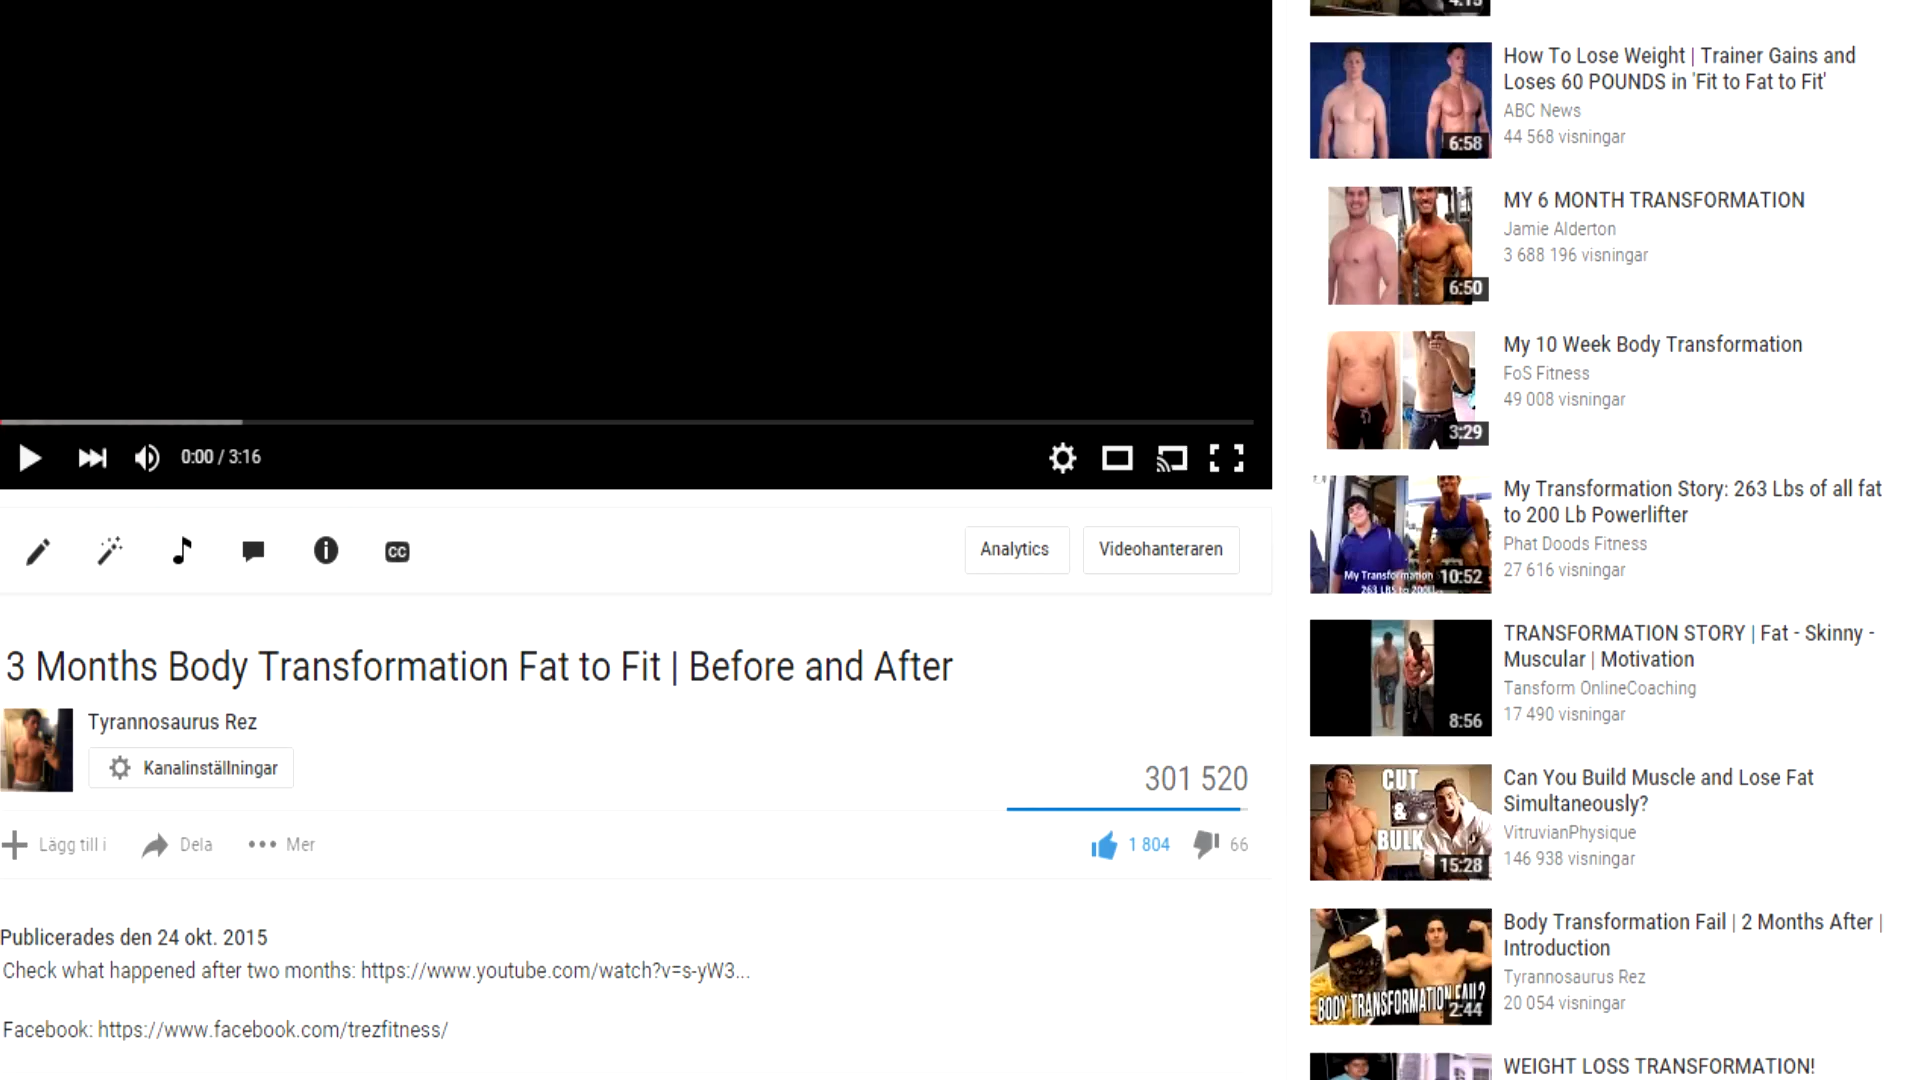 0:00 / 3:16
CC
Analytics
Videohanteraren
3 Months Body Transformation Fat to Fit | Before and After
Tyrannosaurus Rez
Kanalinställningar
301 520
Lägg till i
Dela
Mer
1 804
66
Publicerades den 24 okt. 2015
Check what happened after two months: https://www.youtube.com/watch?v=s-yW3...
Facebook: https://www.facebook.com/trezfitness/
4:15
How To Lose Weight | Trainer Gains and
Loses 60 POUNDS in 'Fit to Fat to Fit'
ABC News
44 568 visningar
6:58
MY 6 MONTH TRANSFORMATION
Jamie Alderton
3 688 196 visningar
6:50
My 10 Week Body Transformation
FoS Fitness
49 008 visningar
3:29
My Transformation Story: 263 Lbs of all fat
to 200 Lb Powerlifter
Phat Doods Fitness
27 616 visningar
My Transformation
10:52
TRANSFORMATION STORY | Fat - Skinny -
Muscular | Motivation
Tansform OnlineCoaching
17 490 visningar
8:56
Can You Build Muscle and Lose Fat
Simultaneously?
VitruvianPhysique
146 938 visningar
CUT
&
BULK
15:28
Body Transformation Fail | 2 Months After |
Introduction
Tyrannosaurus Rez
20 054 visningar
BODY TRANSFORMATION FAIL?
2:44
WEIGHT LOSS TRANSFORMATION!